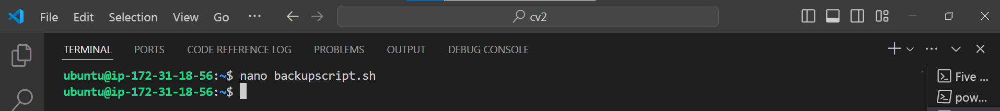 File Edit Selection View Go ··· cv2
TERMINAL PORTS CODE REFERENCE LOG PROBLEMS OUTPUT DEBUG CONSOLE
ubuntu@ip-172-31-18-56:~$ nano backupscript.sh
ubuntu@ip-172-31-18-56:~$
Five ...
pow...